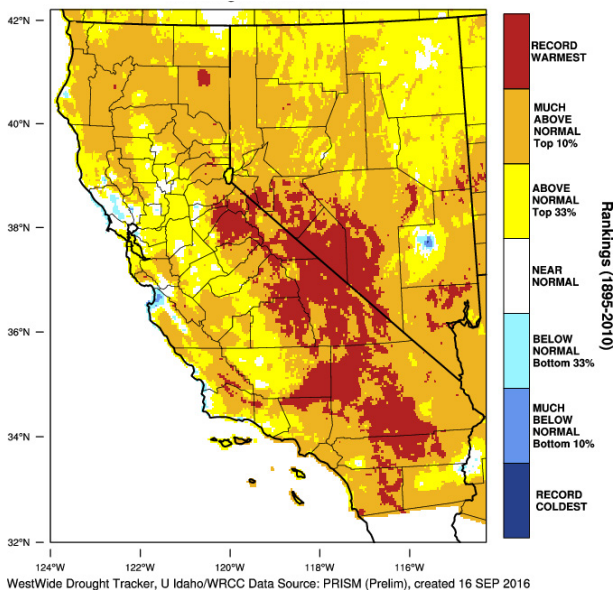 42°N
40°N
38°N
36°N
34°N
32°N
124°W
122°W
120°W
118°W
116°W
RECORD
WARMEST
MUCH
ABOVE
NORMAL
Top 10%
ABOVE
NORMAL
Top 33%
NEAR
NORMAL
BELOW
NORMAL
Bottom 33%
MUCH
BELOW
NORMAL
Bottom 10%
RECORD
COLDEST
Rankings (1895-2010)
WestWide Drought Tracker, U Idaho/WRCC Data Source: PRISM (Prelim), created 16 SEP 2016